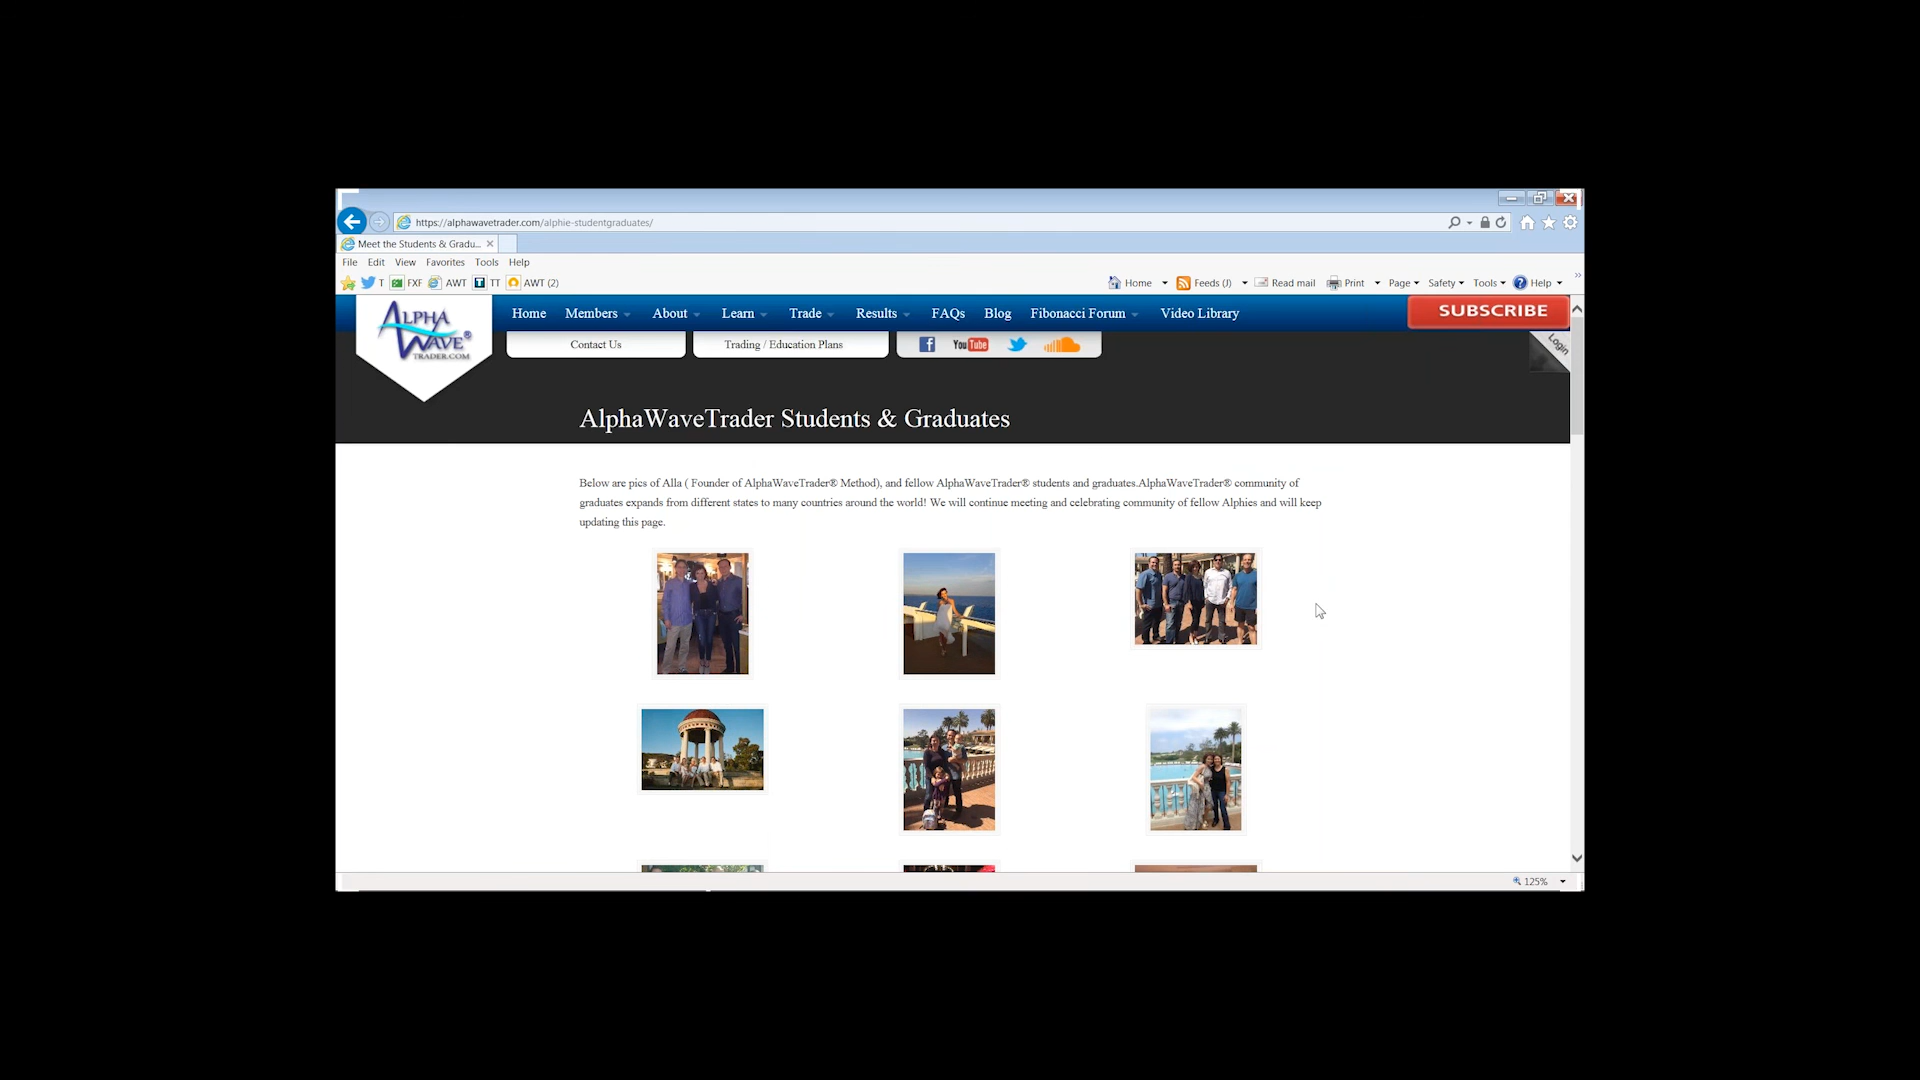 https://alphawavetrader.com/alphie-studentgraduates/
Meet the Students & Gradu...
File Edit View Favorites Tools Help
T FXF AWT TT AWT (2) Home Feeds (J) Read mail Print Page Safety Tools Help
Home Members About Learn Trade Results FAQs Blog Fibonacci Forum Video Library SUBSCRIBE
ALPHA WAVE® TRADER.COM
Contact Us Trading / Education Plans YouTube Login
AlphaWaveTrader Students & Graduates
Below are pics of Alla ( Founder of AlphaWaveTrader® Method), and fellow AlphaWaveTrader® students and graduates.AlphaWaveTrader® community of
graduates expands from different states to many countries around the world! We will continue meeting and celebrating community of fellow Alphies and will keep
updating this page.
125%